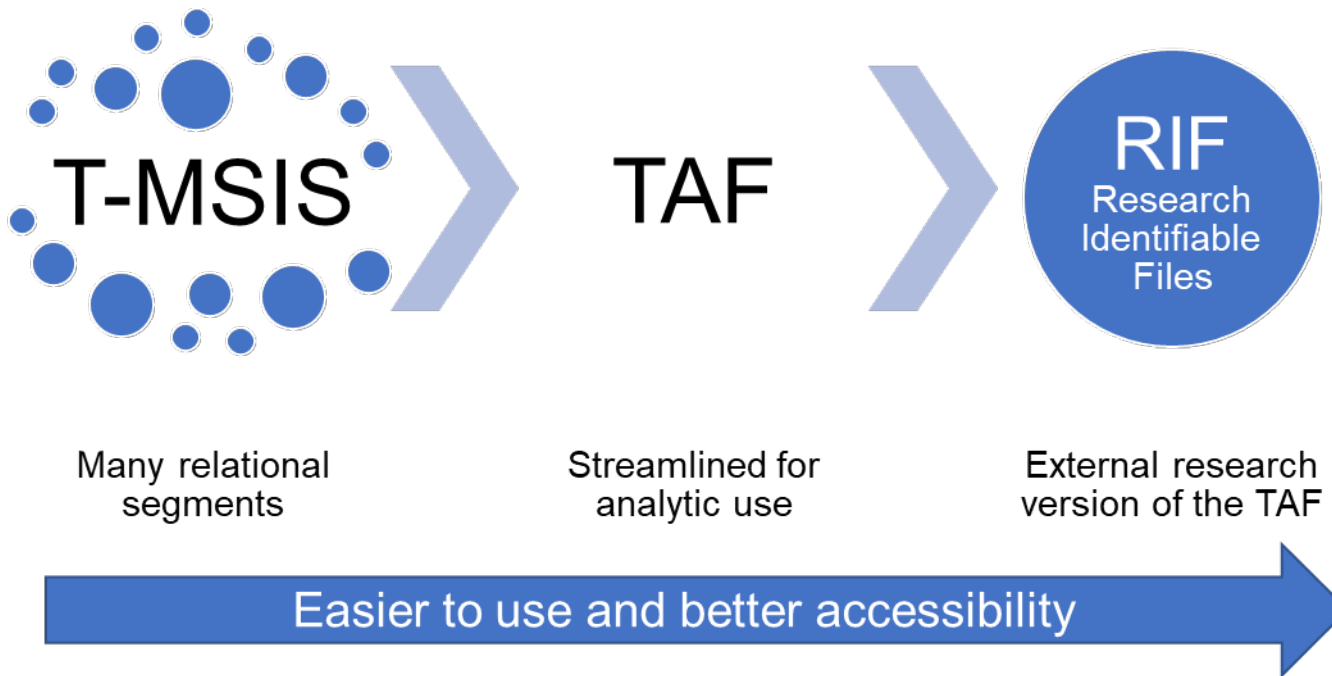 T-MSIS
TAF
RIF
Research
Identifiable
Files
Many relational
segments
Streamlined for
analytic use
External research
version of the TAF
Easier to use and better accessibility